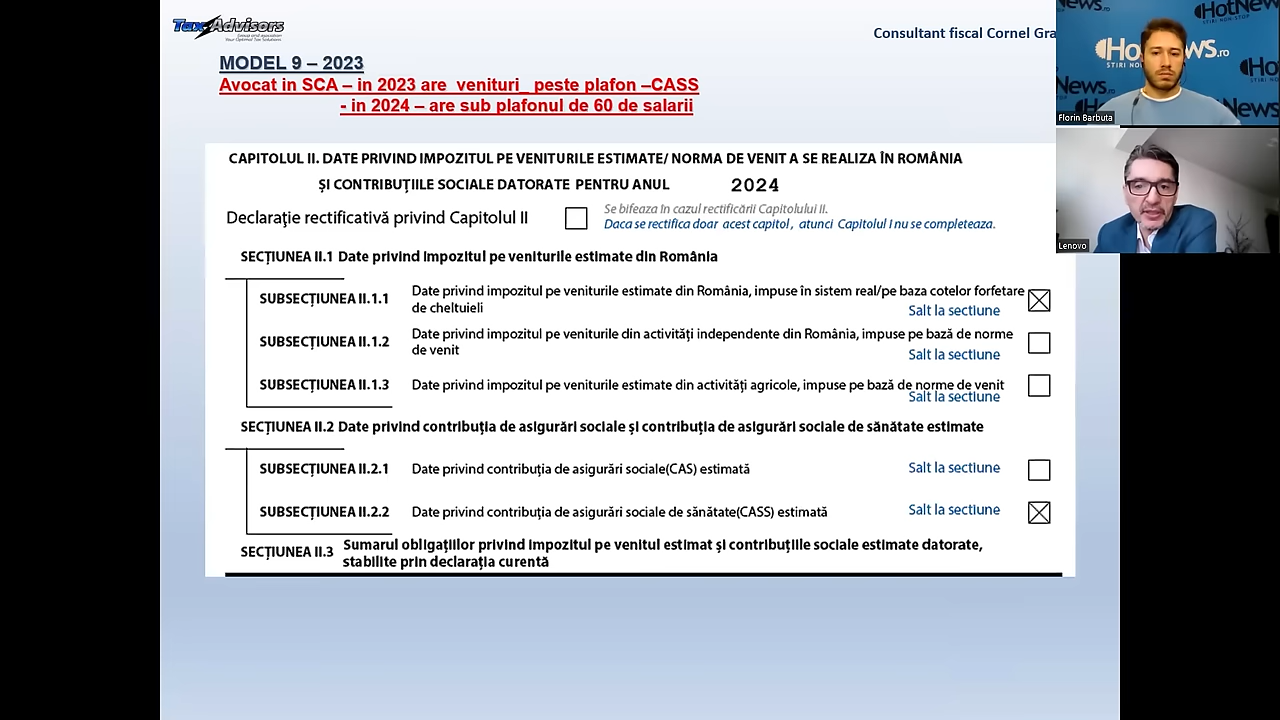 Tax Advisors
Consultant fiscal Cornel Gra
MODEL 9 – 2023
Avocat in SCA – in 2023 are venituri_ peste plafon –CASS
- in 2024 – are sub plafonul de 60 de salarii
CAPITOLUL II. DATE PRIVIND IMPOZITUL PE VENITURILE ESTIMATE/ NORMA DE VENIT A SE REALIZA ÎN ROMÂNIA
ȘI CONTRIBUȚIILE SOCIALE DATORATE PENTRU ANUL 2024
Declaraţie rectificativă privind Capitolul II
Se bifeaza în cazul rectificării Capitolului II.
Daca se rectifica doar acest capitol, atunci Capitolul I nu se completeaza.
SECȚIUNEA II.1 Date privind impozitul pe veniturile estimate din România
SUBSECȚIUNEA II.1.1 Date privind impozitul pe veniturile estimate din România, impuse în sistem real/pe baza cotelor forfetare
de cheltuieli
Salt la sectiune
SUBSECȚIUNEA II.1.2 Date privind impozitul pe veniturile din activități independente din România, impuse pe bază de norme
de venit
Salt la sectiune
SUBSECȚIUNEA II.1.3 Date privind impozitul pe veniturile estimate din activități agricole, impuse pe bază de norme de venit
Salt la sectiune
SECȚIUNEA II.2 Date privind contribuția de asigurări sociale și contribuția de asigurări sociale de sănătate estimate
SUBSECȚIUNEA II.2.1 Date privind contribuția de asigurări sociale(CAS) estimată Salt la sectiune
SUBSECȚIUNEA II.2.2 Date privind contribuția de asigurări sociale de sănătate(CASS) estimată Salt la sectiune
SECȚIUNEA II.3 Sumarul obligațiilor privind impozitul pe venitul estimat și contribuțiile sociale estimate datorate,
stabilite prin declarația curentă
HotNews
STIRI NON-STOP
News.ro
Florin Barbuta
Lenovo